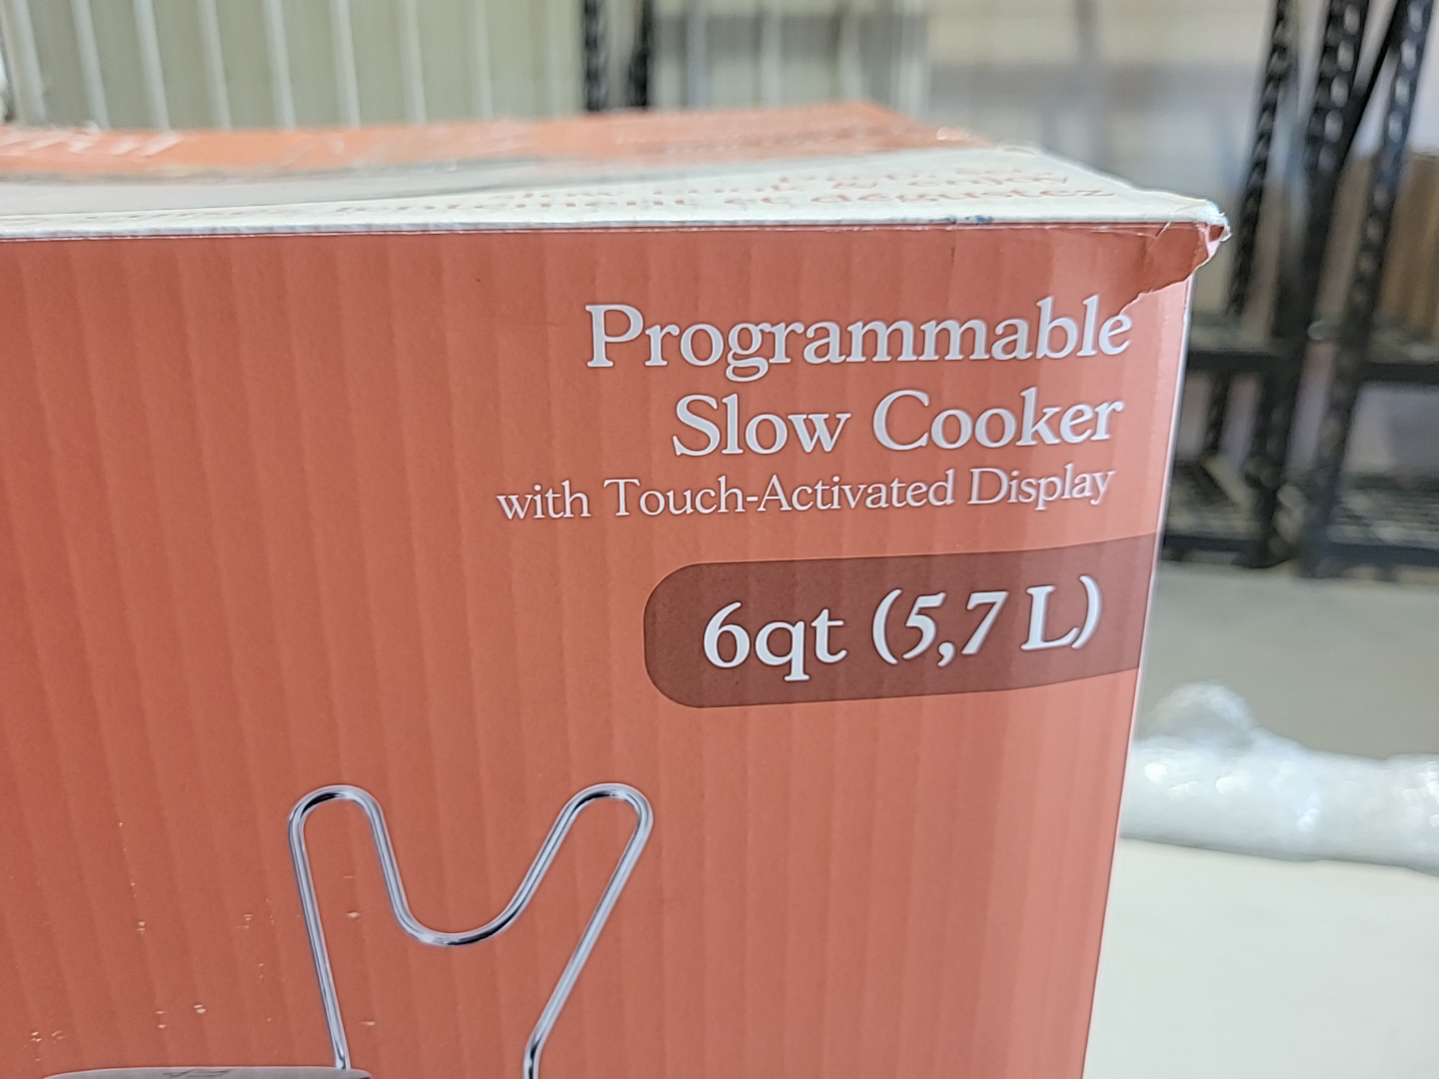 Programmable
Slow Cooker
with Touch-Activated Display
6qt (5,7 L)